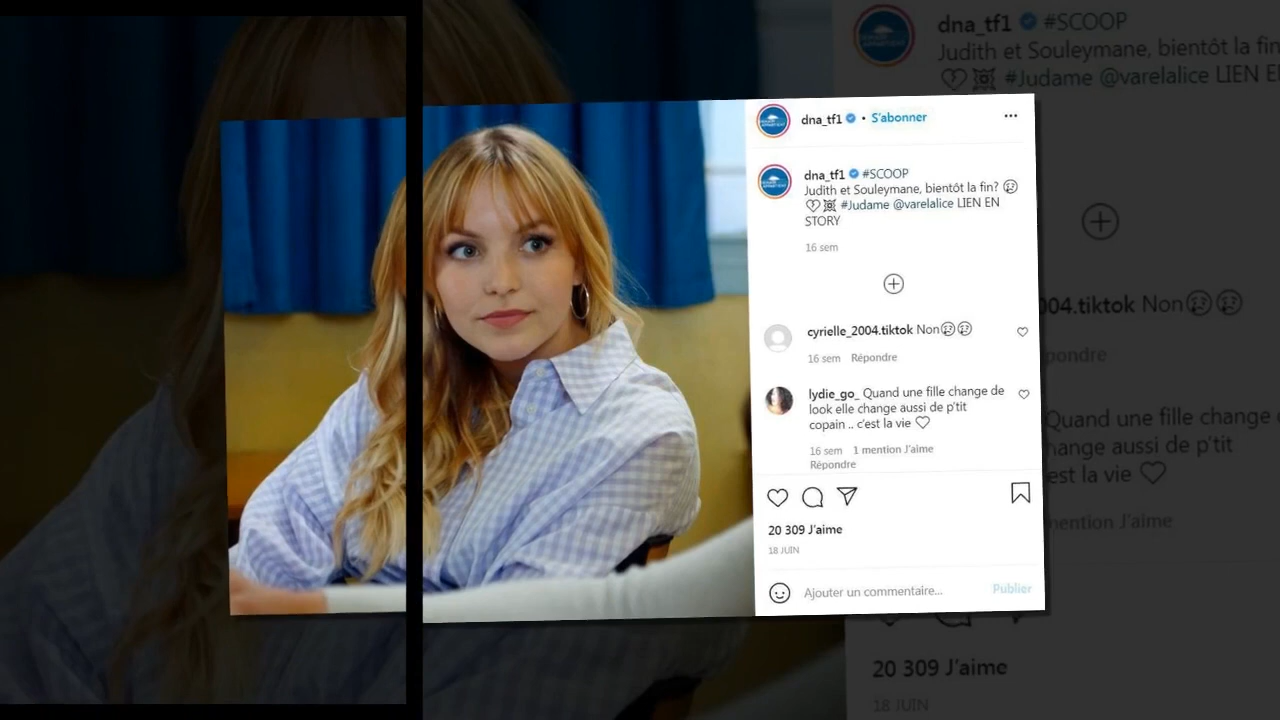 dna_tf1 #SCOOP
Judith et Souleymane, bientôt la fin
#Judame @varelalice LIEN E
dna_tf1 • S'abonner
dna_tf1 #SCOOP
Judith et Souleymane, bientôt la fin?
#Judame @varelalice LIEN EN
STORY
16 sem
cyrielle_2004.tiktok Non
16 sem Répondre
lydie_go_ Quand une fille change de
look elle change aussi de p'tit
copain .. c'est la vie
16 sem 1 mention J'aime
Répondre
20 309 J'aime
18 JUIN
Ajouter un commentaire... Publier
004.tiktok Non
pondre
Quand une fille change
hange aussi de p'tit
est la vie
mention J'aime
20 309 J'aime
18 JUIN